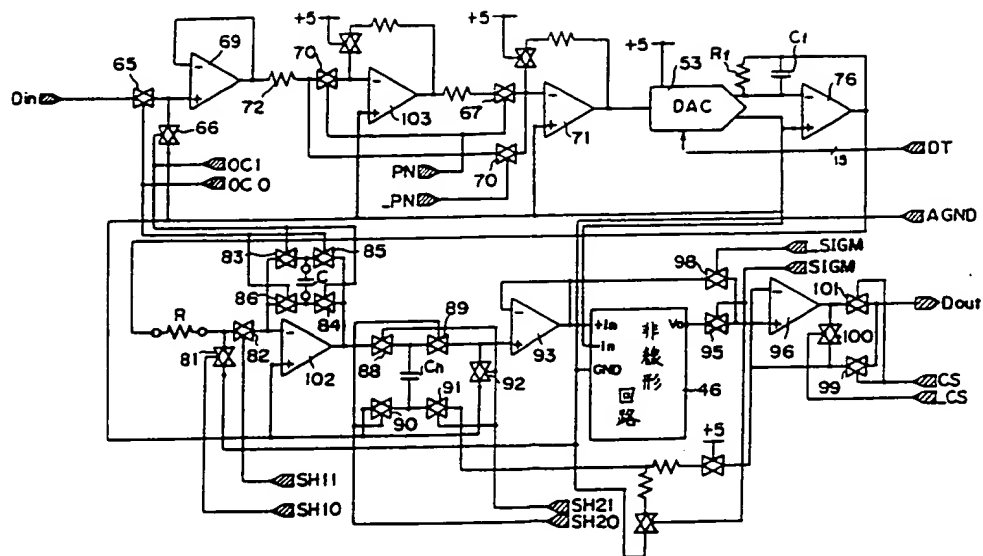 +5
+5
69
+5
53
Rf
Cf
65
70
76
Din
72
67
DAC
103
71
66
70
15
DT
PN
OC1
_PN
OC0
AGND
83
85
_SIGM
98
SIGM
C
86
89
101
Dout
R
84
+In
Vo
82
-In
81
93
95
96
100
102
88
Ch
92
GND
非線形回路
46
99
91
CS
90
_CS
+5
SH11
SH21
SH10
SH20